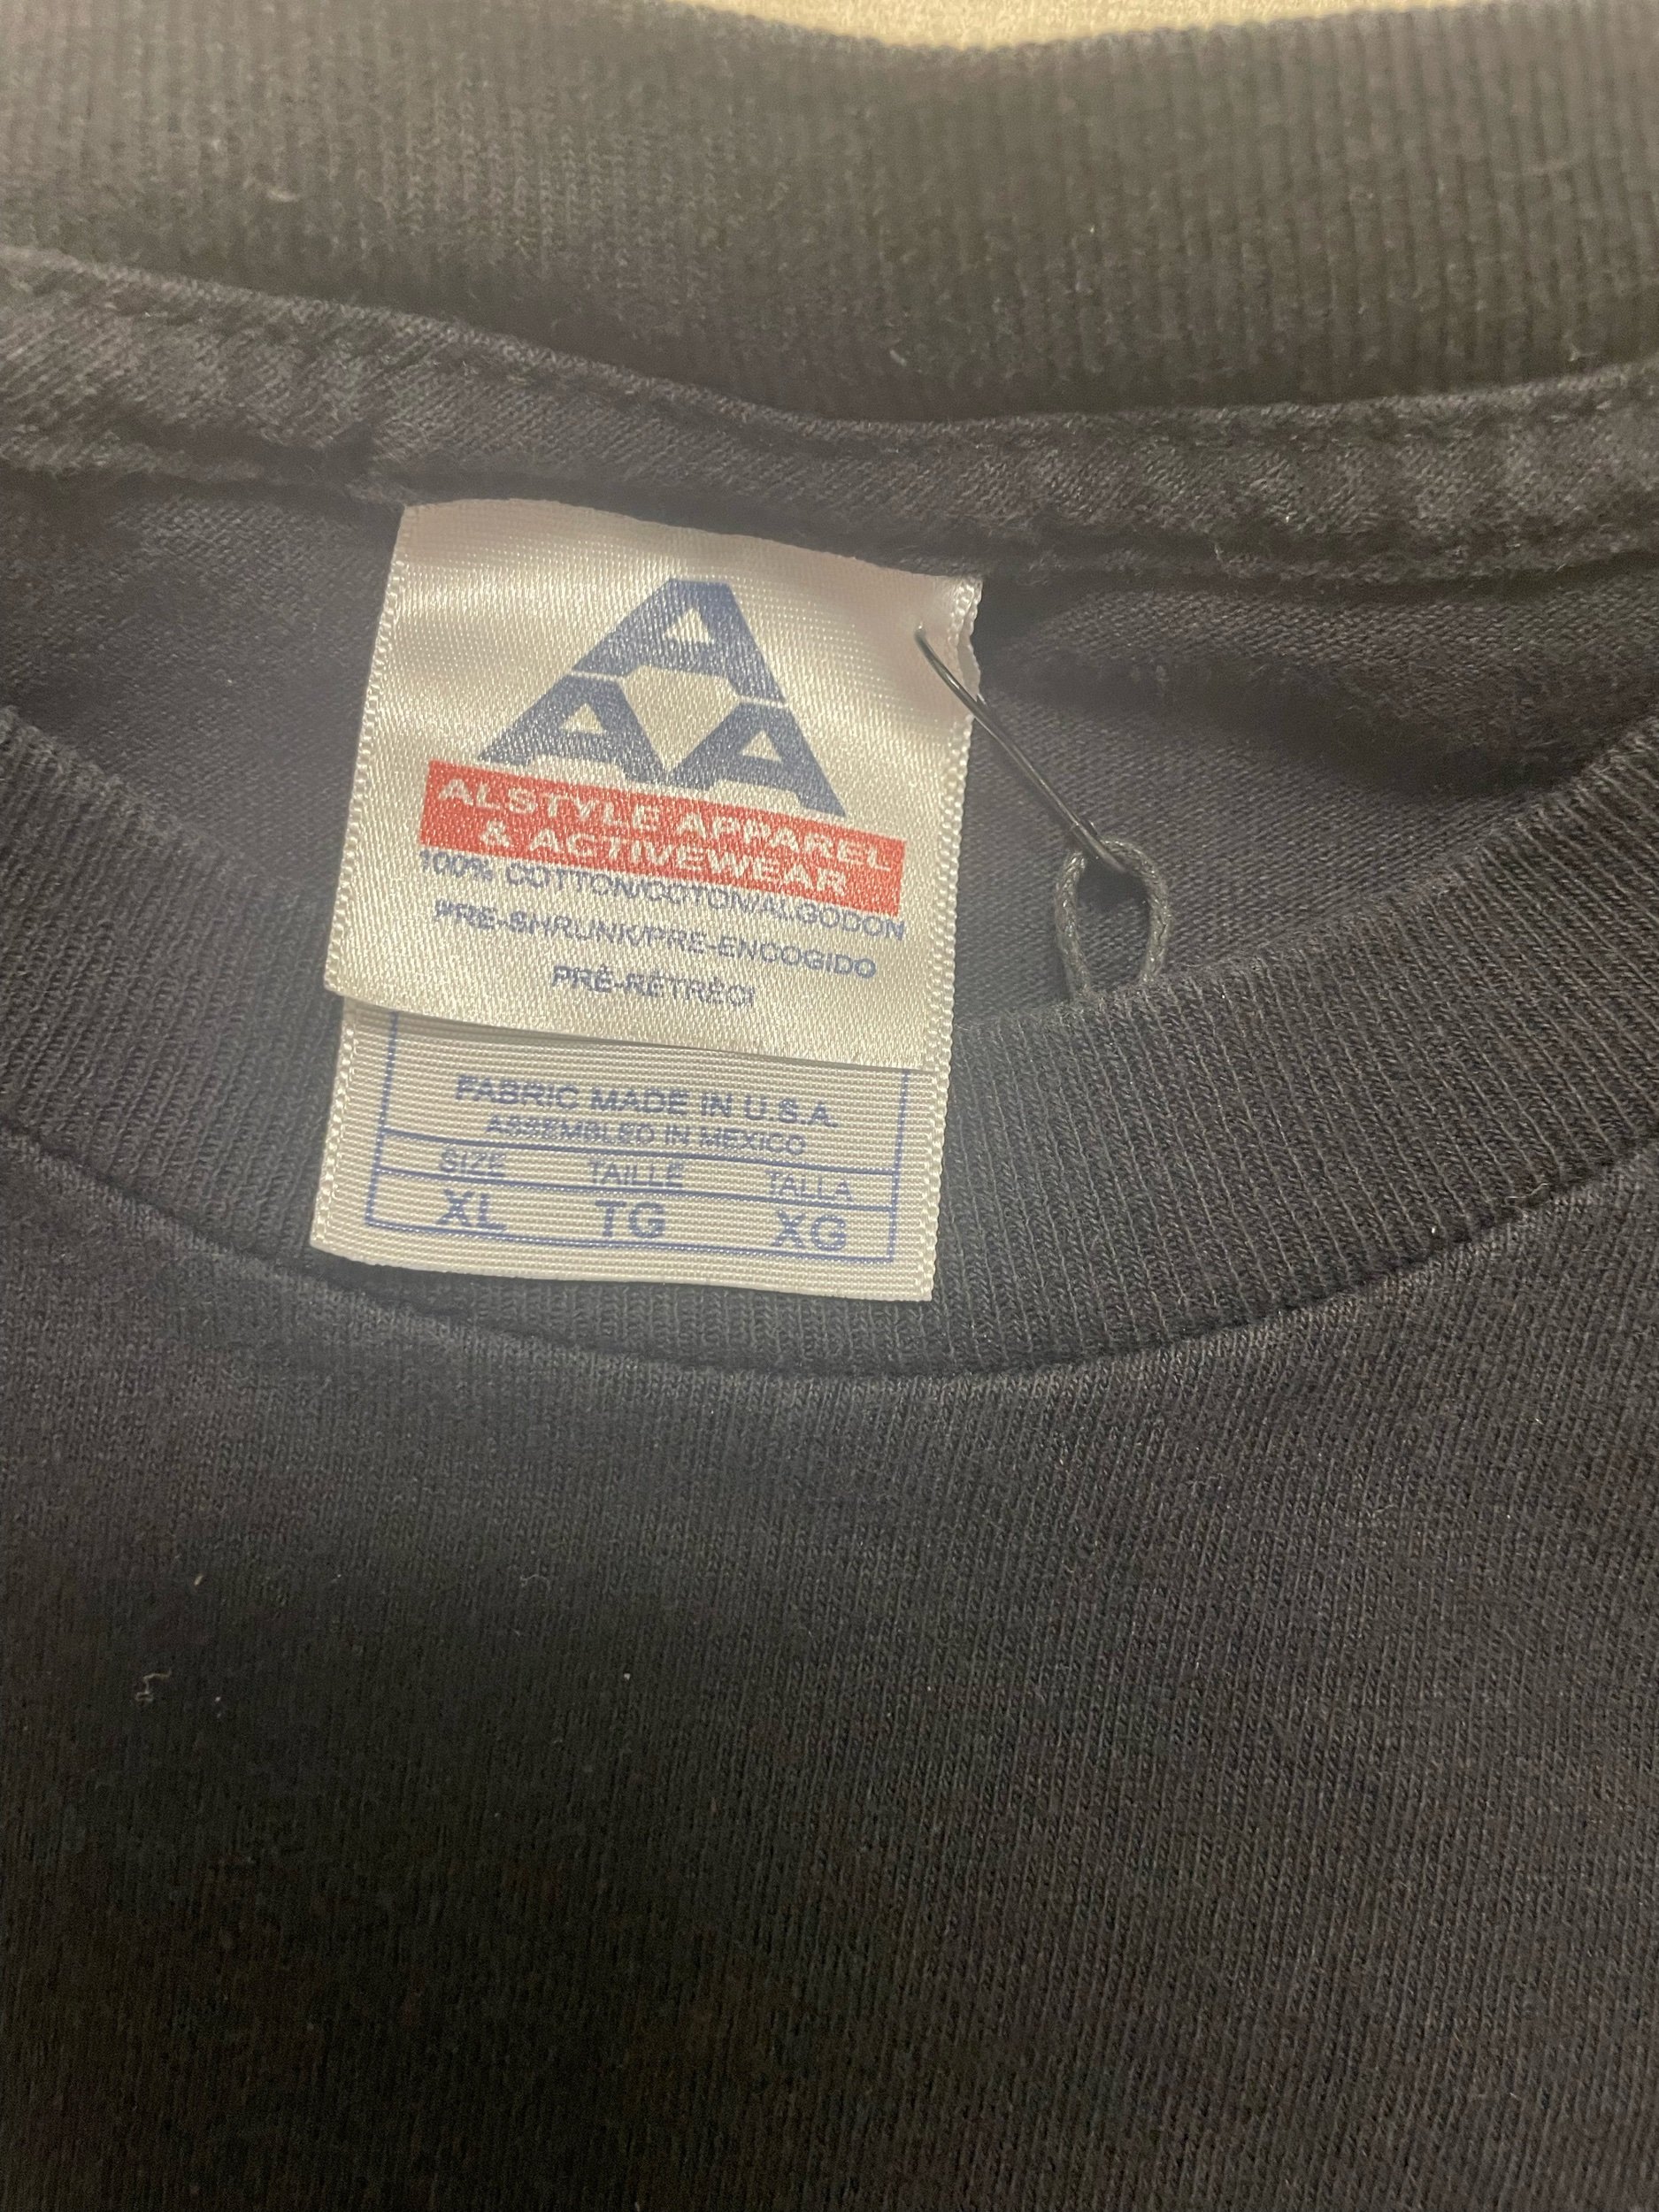 A
AA
ALSTYLE APPAREL
& ACTIVEWEAR
100% COTTON/COTON/ALGODON
PRE-SHRUNK/PRE-ENCOGIDO
PRÉ-RÉTRÉCI
FABRIC MADE IN U.S.A.
ASSEMBLED IN MEXICO
SIZE TAILLE TALLA
XL TG XG